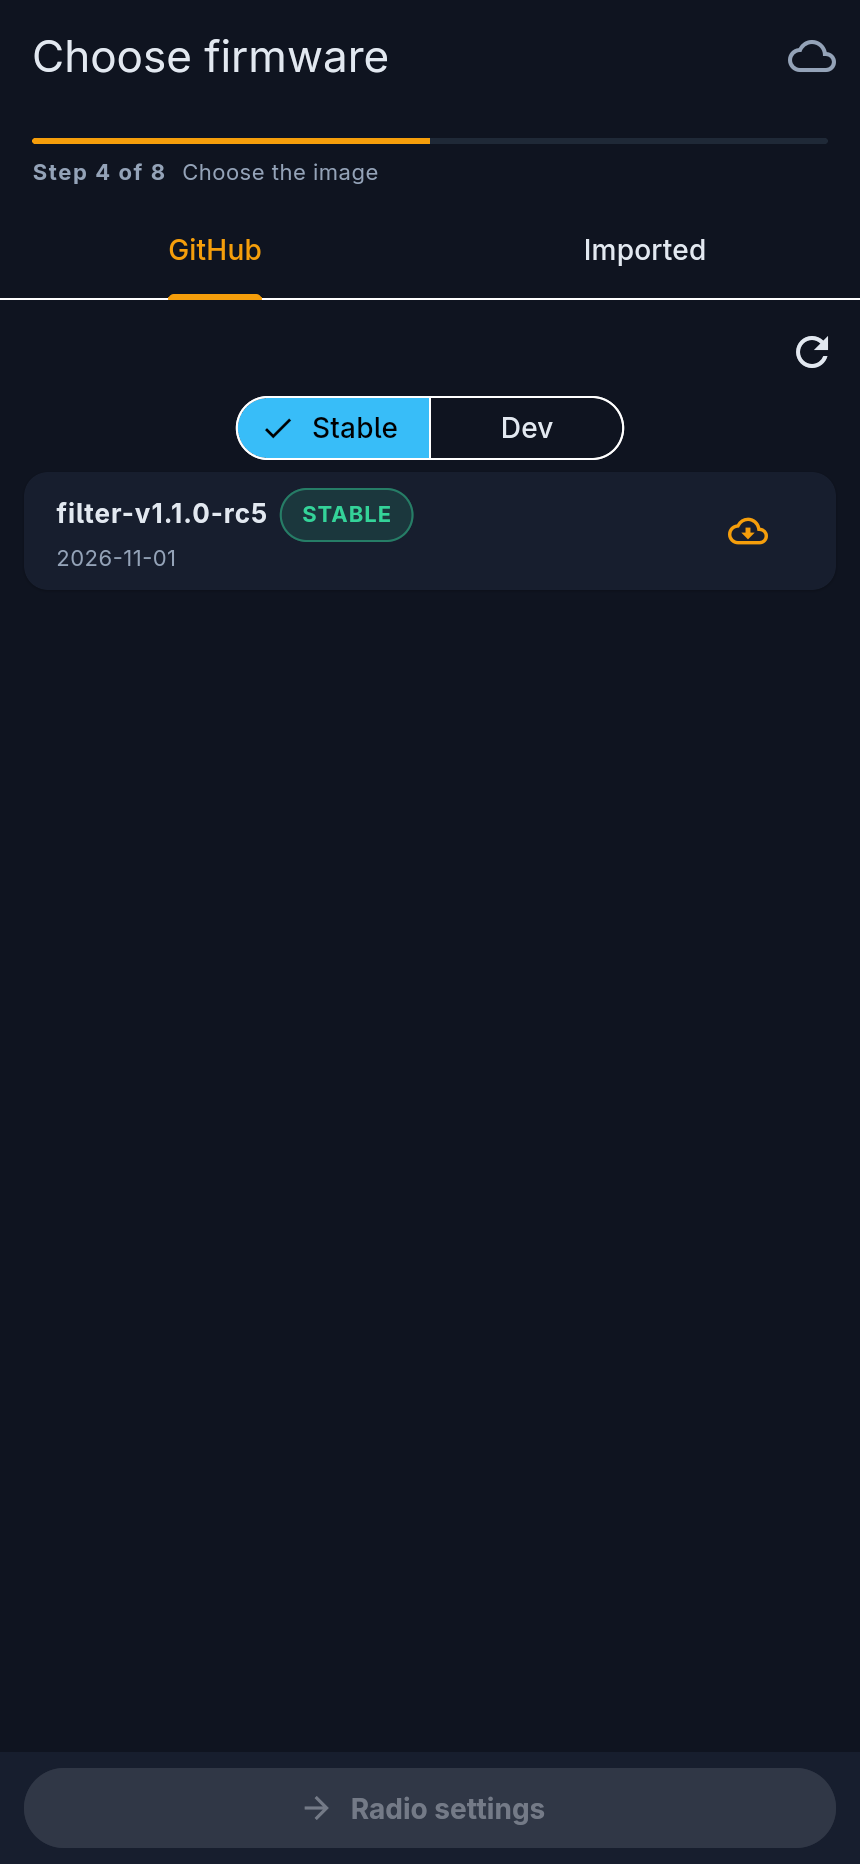 Choose firmware
Step 4 of 8 Choose the image
GitHub Imported
Stable Dev
filter-v1.1.0-rc5 STABLE
2026-11-01
Radio settings